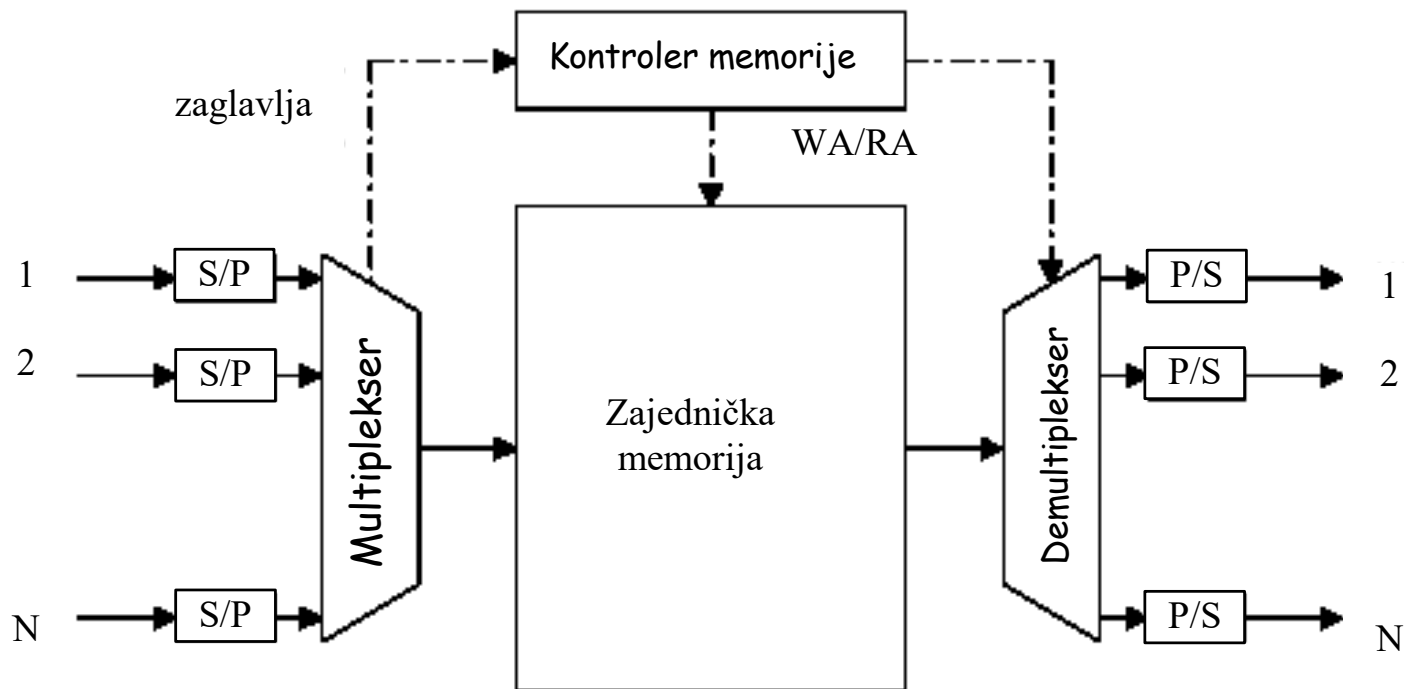 Kontroler memorije
zaglavlja
WA/RA
1
S/P
P/S
1
2
S/P
P/S
2
Multiplekser
Zajednička
memorija
Demultiplekser
N
S/P
P/S
N